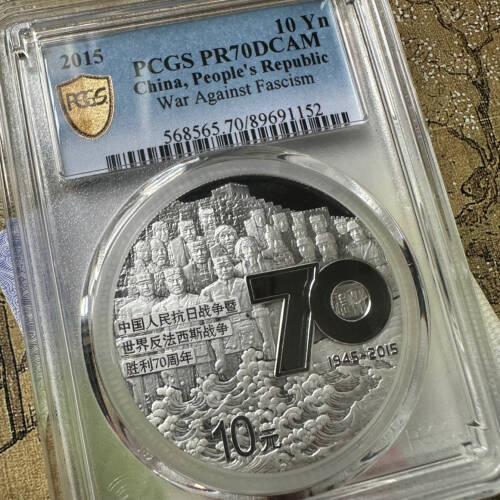 2015
10 Yn
PCGS PR70DCAM
China, People's Republic
War Against Fascism
568565.70/89691152
PCGS
70
中国人民抗日战争暨
世界反法西斯战争
胜利70周年
1945-2015
10元